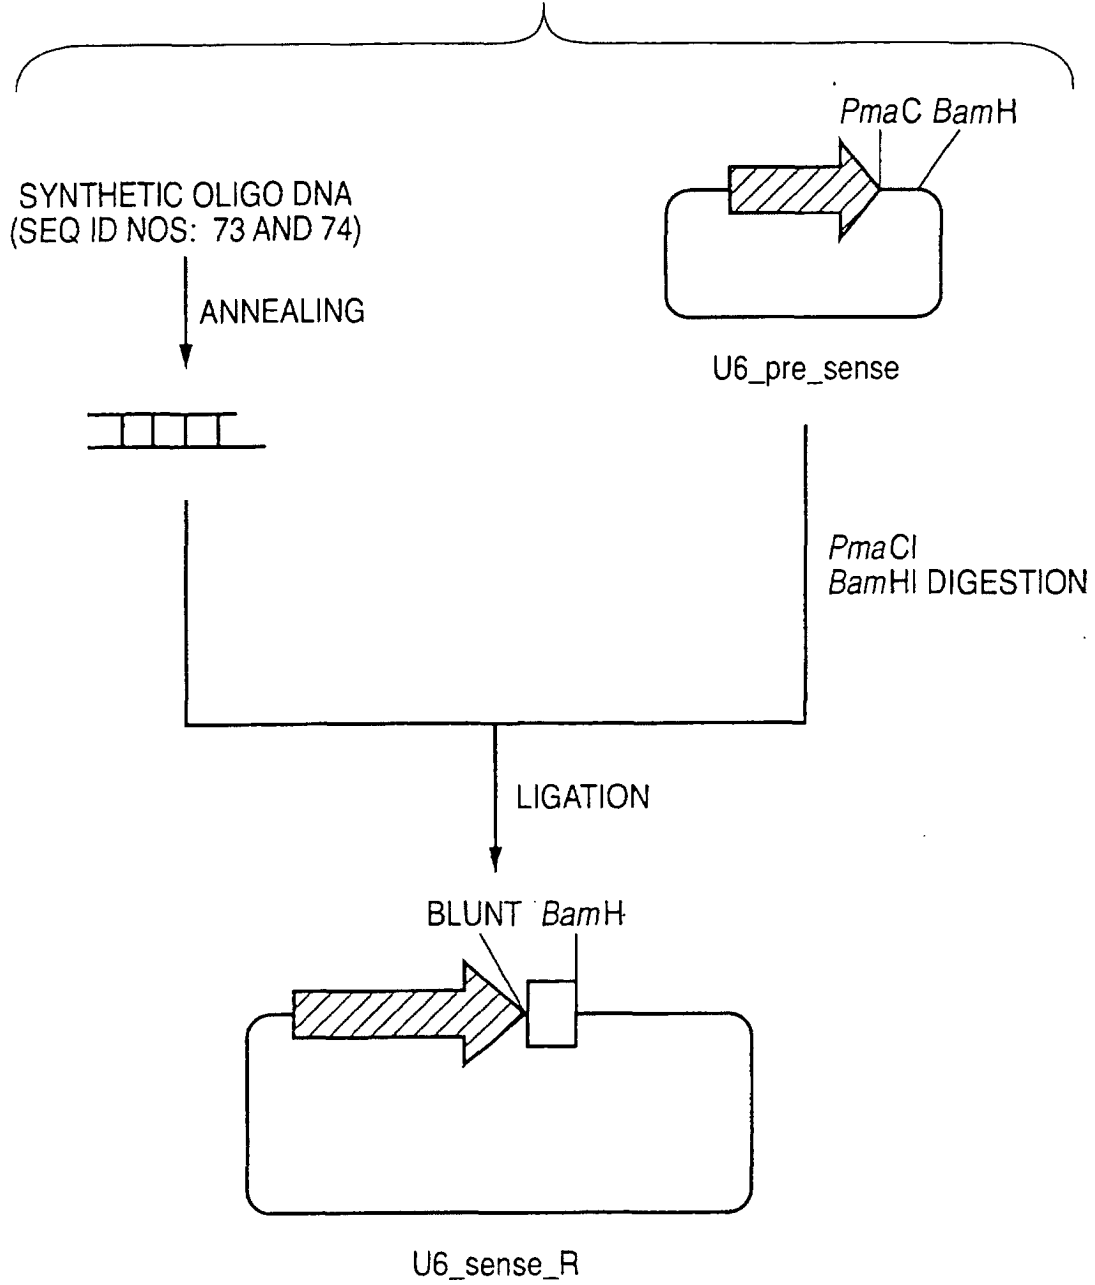 PmaC BamH
SYNTHETIC OLIGO DNA
(SEQ ID NOS: 73 AND 74)
ANNEALING
U6_pre_sense
PmaCI
BamHI DIGESTION
LIGATION
BLUNT BamH
U6_sense_R